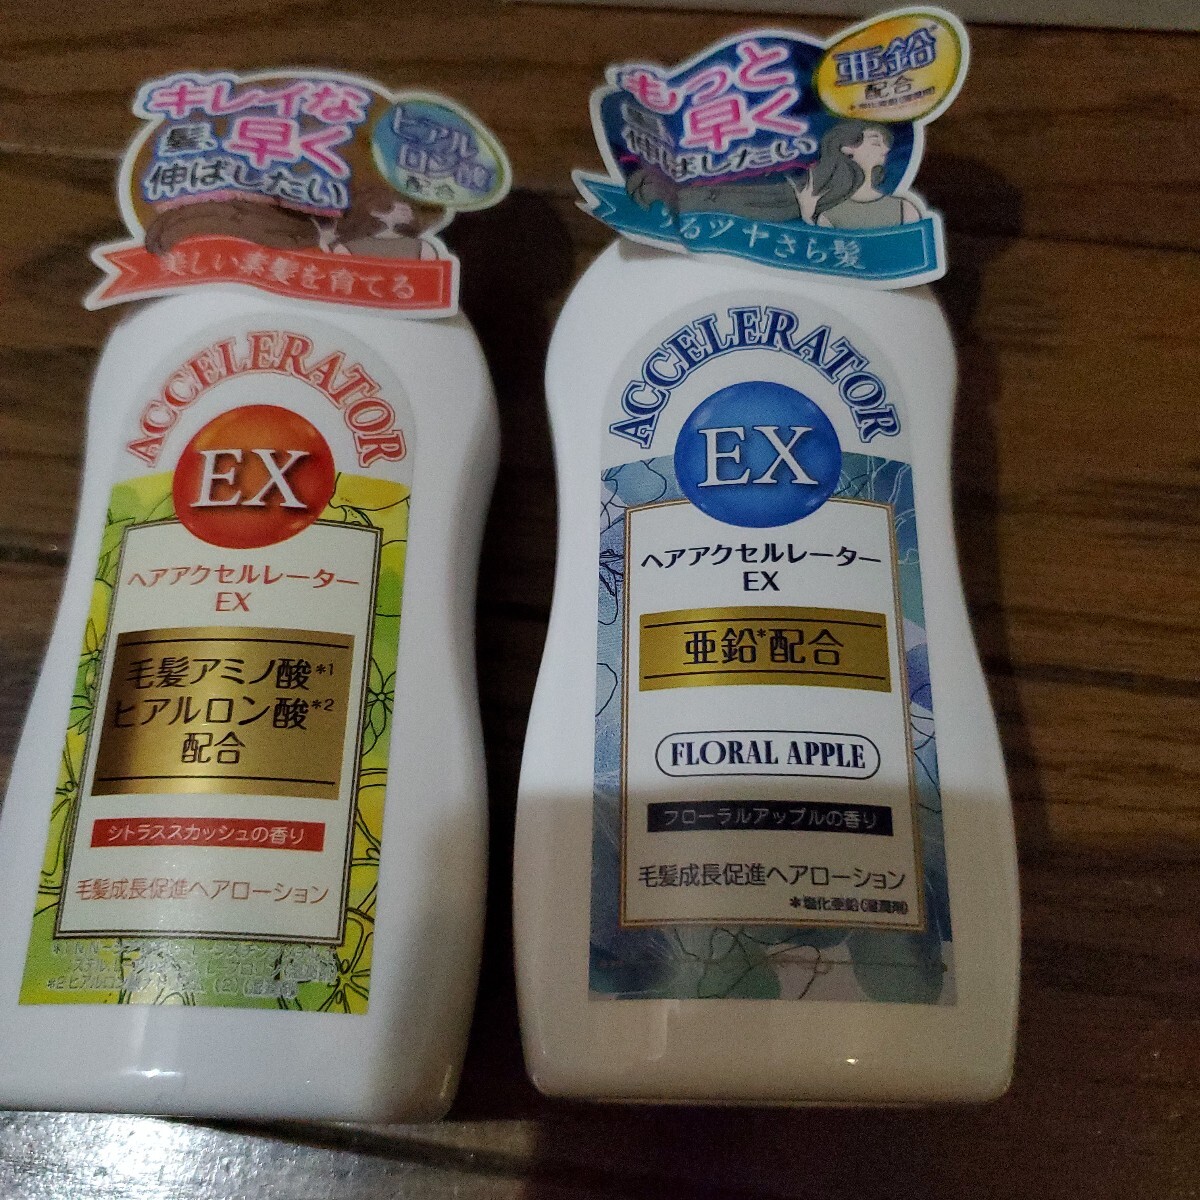 キレイな
髪、早く
伸ばしたい
ヒアル
ロン酸
配合
美しい素髪を育てる
ACCELERATOR
EX
ヘアアクセルレーター
EX
毛髪アミノ酸*1
ヒアルロン酸*2
配合
シトラススカッシュの香り
毛髪成長促進ヘアローション
もっと
髪、早く
伸ばしたい
亜鉛*
配合
*塩化亜鉛(湿潤剤)
うるツヤさら髪
ACCELERATOR
EX
ヘアアクセルレーター
EX
亜鉛*配合
FLORAL APPLE
フローラルアップルの香り
毛髪成長促進ヘアローション
*塩化亜鉛(湿潤剤)